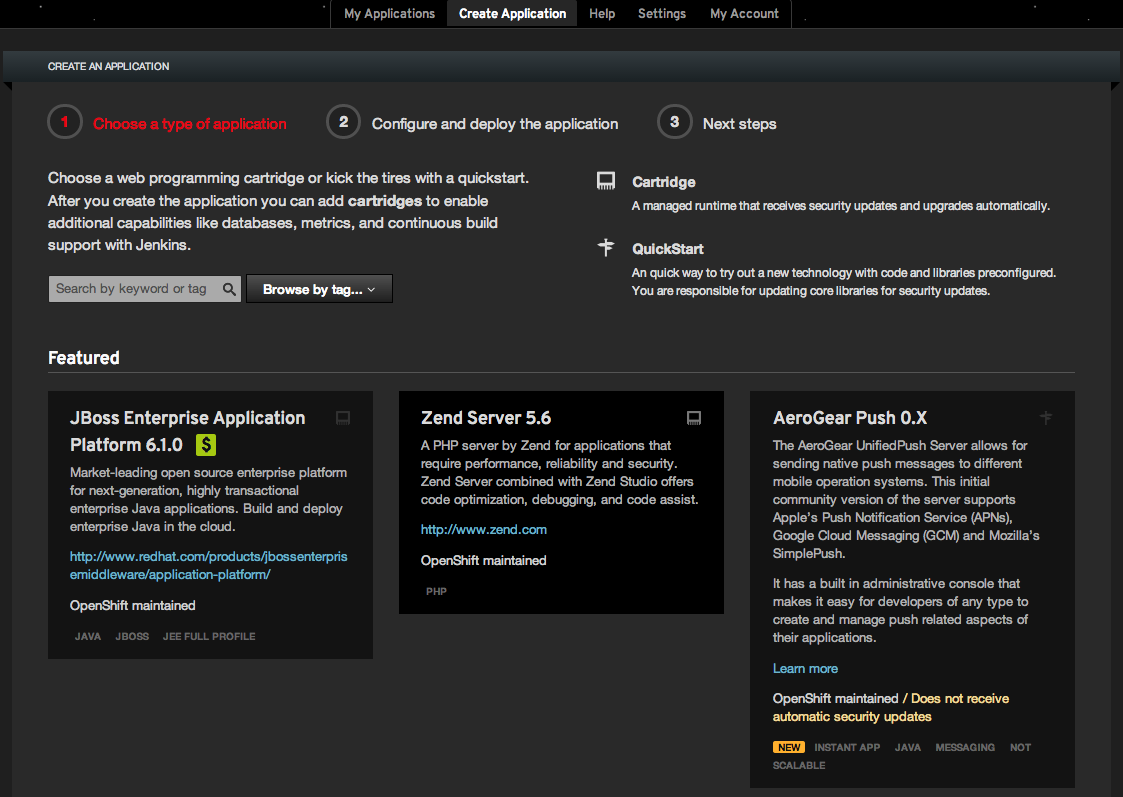 My Applications Create Application Help Settings My Account
CREATE AN APPLICATION
1 Choose a type of application 2 Configure and deploy the application 3 Next steps
Choose a web programming cartridge or kick the tires with a quickstart.
After you create the application you can add cartridges to enable
additional capabilities like databases, metrics, and continuous build
support with Jenkins.
Search by keyword or tag Browse by tag...
Cartridge
A managed runtime that receives security updates and upgrades automatically.
QuickStart
An quick way to try out a new technology with code and libraries preconfigured.
You are responsible for updating core libraries for security updates.
Featured
JBoss Enterprise Application
Platform 6.1.0 $
Market-leading open source enterprise platform
for next-generation, highly transactional
enterprise Java applications. Build and deploy
enterprise Java in the cloud.
http://www.redhat.com/products/jbossenterpris
emiddleware/application-platform/
OpenShift maintained
JAVA JBOSS JEE FULL PROFILE
Zend Server 5.6
A PHP server by Zend for applications that
require performance, reliability and security.
Zend Server combined with Zend Studio offers
code optimization, debugging, and code assist.
http://www.zend.com
OpenShift maintained
PHP
AeroGear Push 0.X
The AeroGear UnifiedPush Server allows for
sending native push messages to different
mobile operation systems. This initial
community version of the server supports
Apple's Push Notification Service (APNs),
Google Cloud Messaging (GCM) and Mozilla's
SimplePush.
It has a built in administrative console that
makes it easy for developers of any type to
create and manage push related aspects of
their applications.
Learn more
OpenShift maintained / Does not receive
automatic security updates
NEW INSTANT APP JAVA MESSAGING NOT
SCALABLE